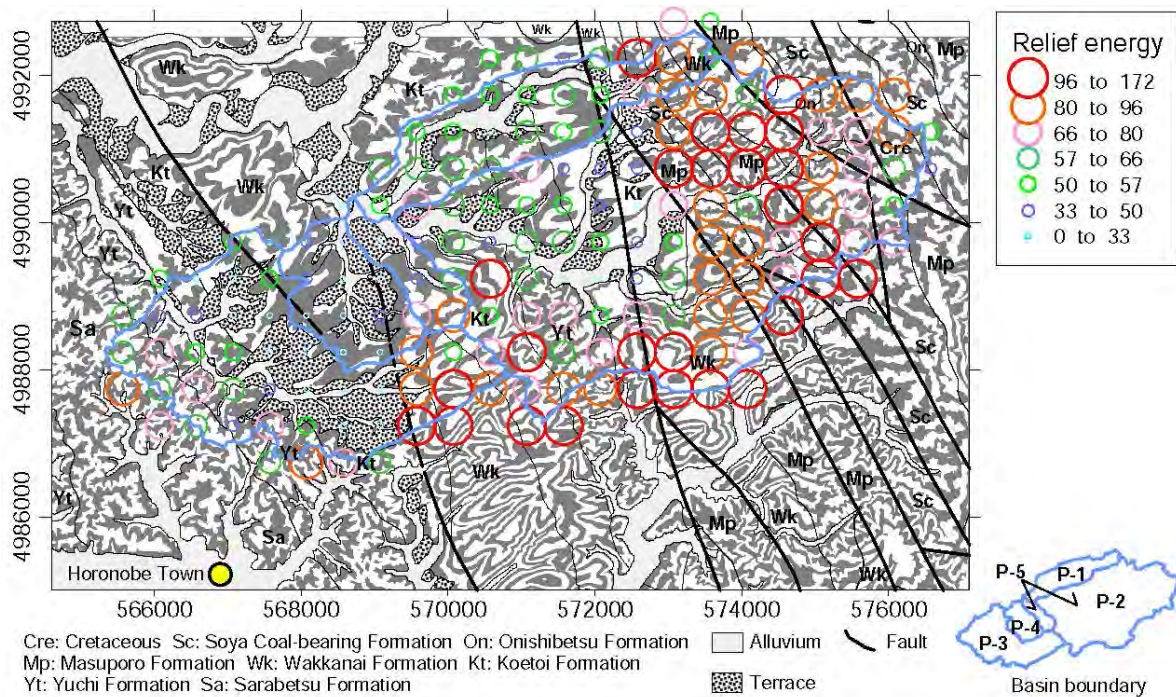 Wk
Wk
Mp
Sc
On
Mp
Kt
Wk
Sc
On
Sc
Cre
Kt
Wk
Mp
Mp
Kt
Yt
Yt
Mp
Sa
Kt
Yt
Wk
Sc
Sc
Yt
Kt
Wk
Mp
Mp
Yt
Sa
Mp
Wk
Sc
Wk
Horonobe Town
4992000
4990000
4988000
4986000
566000 568000 570000 572000 574000 576000
Relief energy
96 to 172
80 to 96
66 to 80
57 to 66
50 to 57
33 to 50
0 to 33
Cre: Cretaceous Sc: Soya Coal-bearing Formation On: Onishibetsu Formation
Mp: Masuporo Formation Wk: Wakkanai Formation Kt: Koetoi Formation
Yt: Yuchi Formation Sa: Sarabetsu Formation
Alluvium
Fault
Terrace
P-5
P-1
P-2
P-4
P-3
Basin boundary